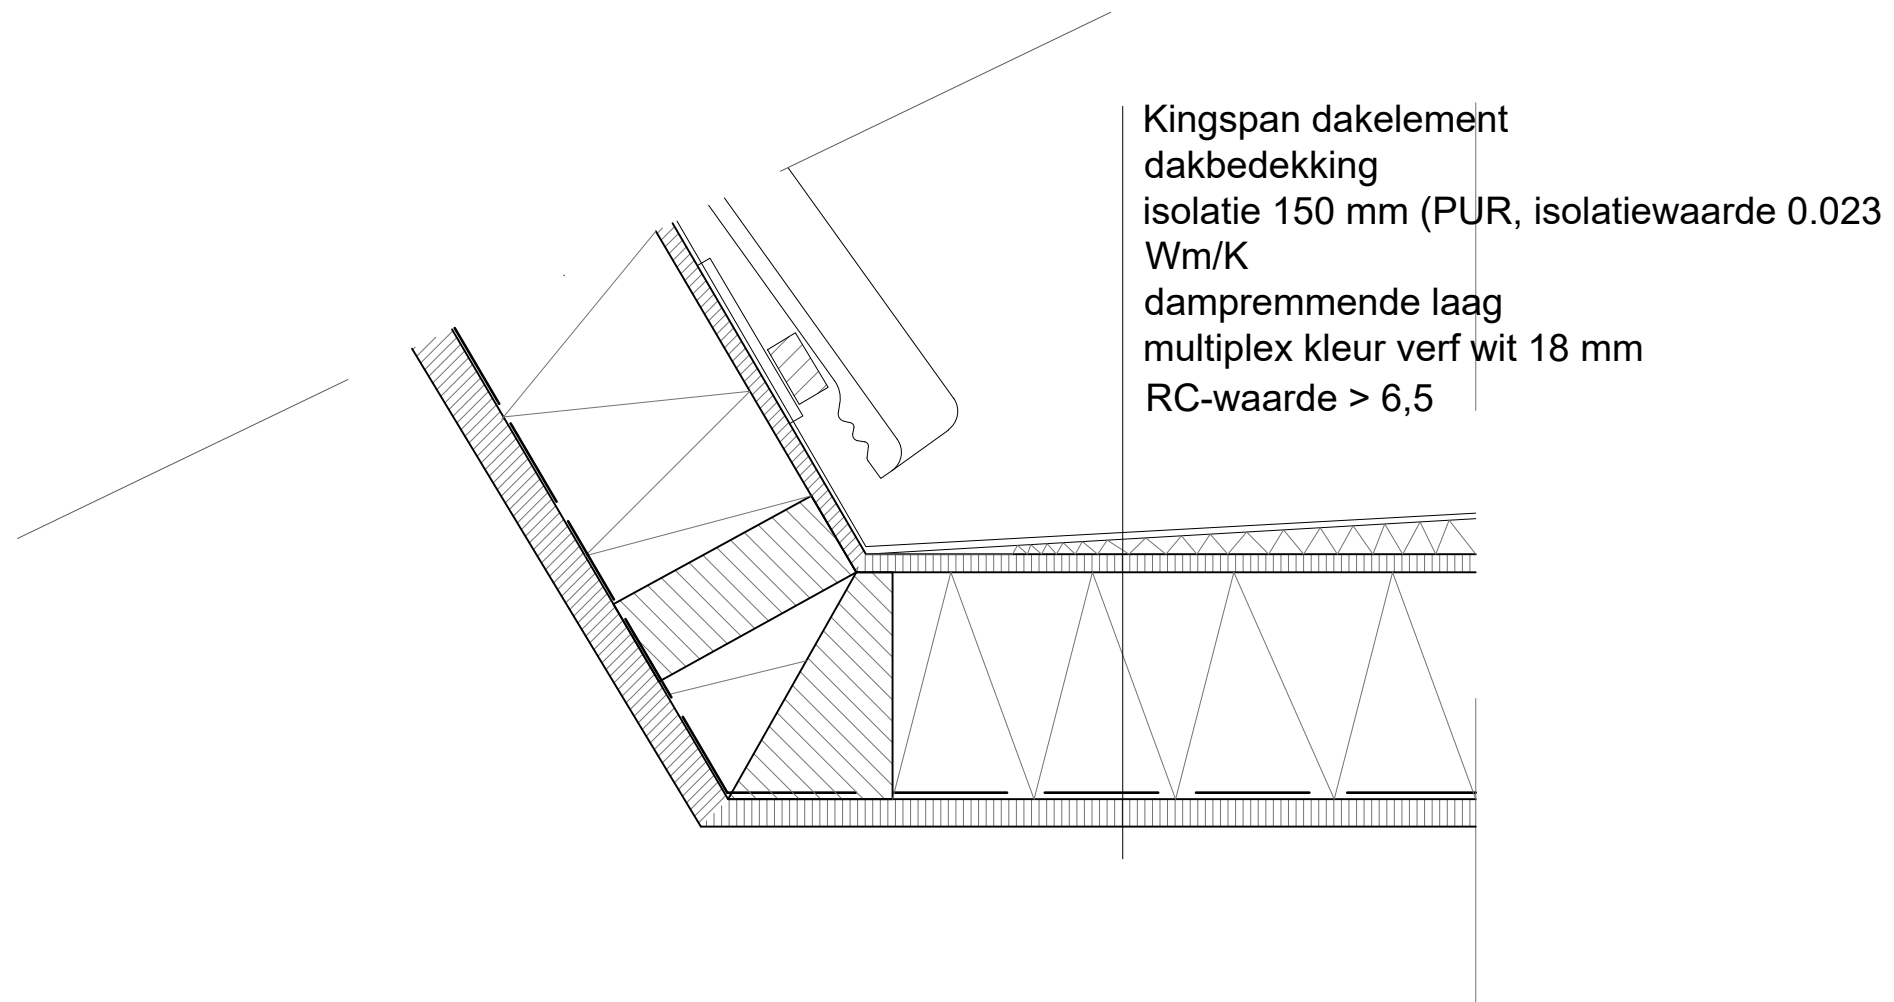 Kingspan dakelement
dakbedekking
isolatie 150 mm (PUR, isolatiewaarde 0.023
Wm/K
dampremmende laag
multiplex kleur verf wit 18 mm
RC-waarde > 6,5